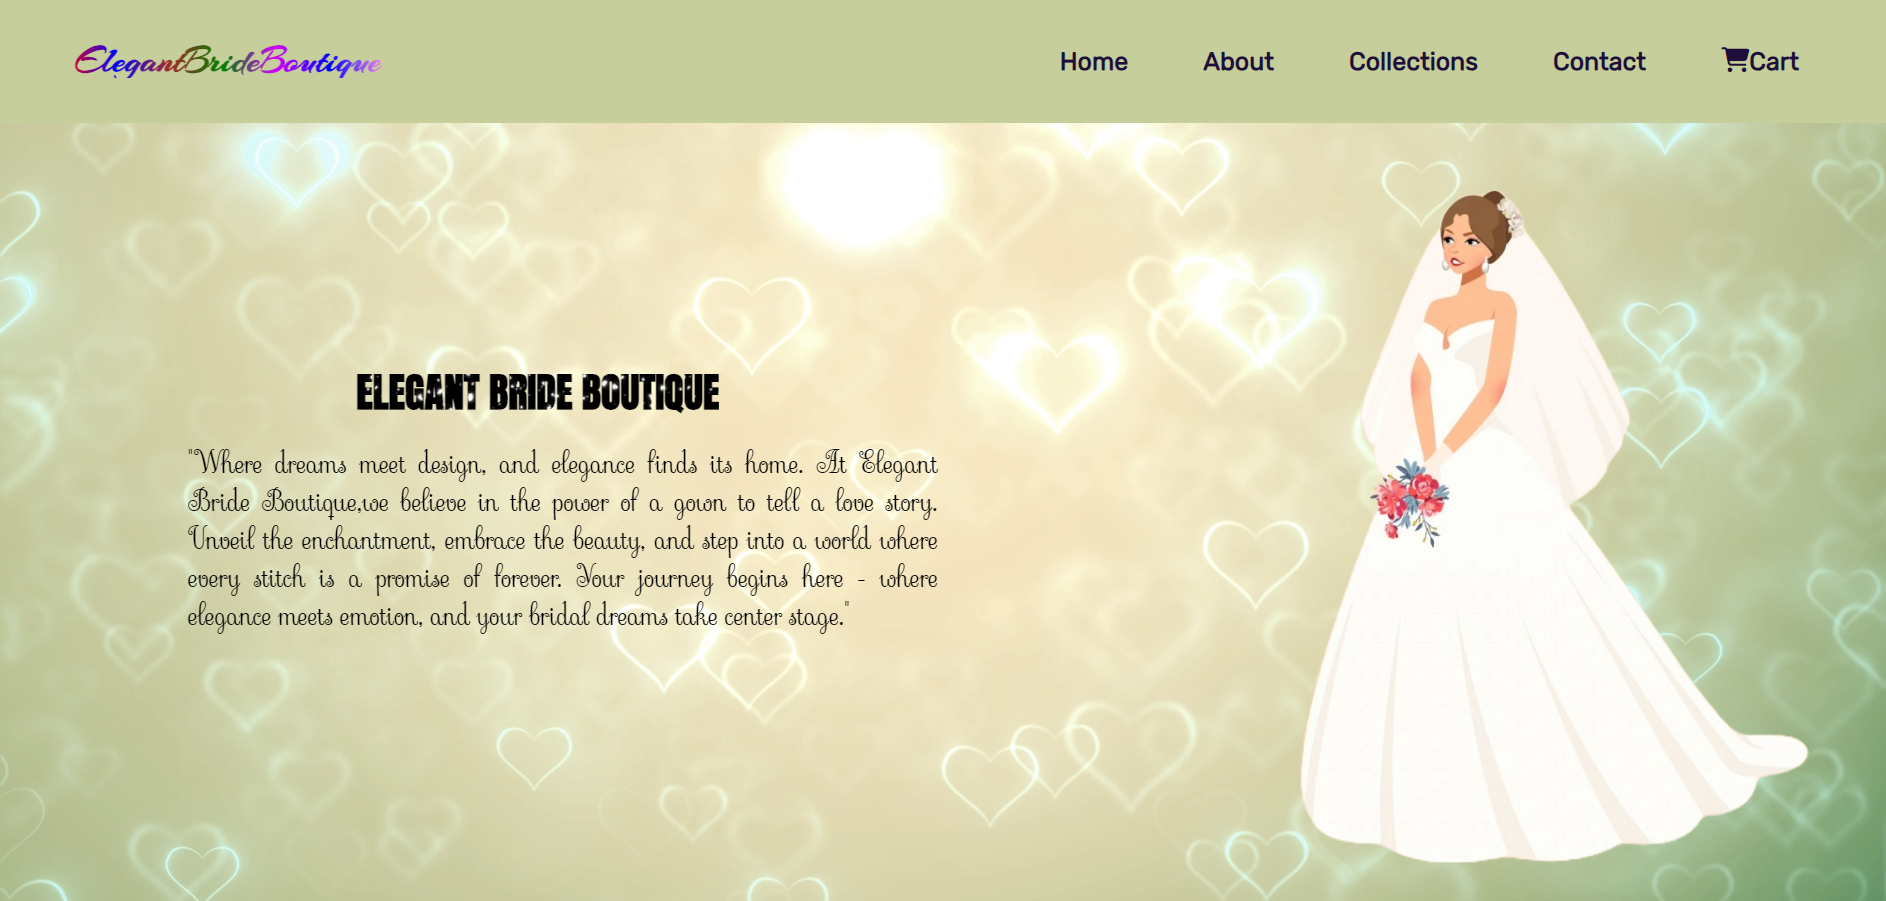 ElegantBrideBoutique
Home About Collections Contact Cart
ELEGANT BRIDE BOUTIQUE
"Where dreams meet design, and elegance finds its home. At Elegant
Bride Boutique,we believe in the power of a gown to tell a love story.
Unveil the enchantment, embrace the beauty, and step into a world where
every stitch is a promise of forever. Your journey begins here - where
elegance meets emotion, and your bridal dreams take center stage."